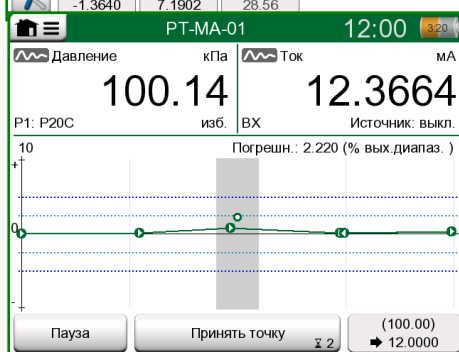 -1.3640 7.1902 28.56
PT-MA-01 12:00 3:20
Давление кПа
100.14
P1: P20C изб.
Ток мА
12.3664
ВХ Источник: выкл.
10 Погрешн.: 2.220 (% вых.диапаз. )
+
0
-
Пауза
Принять точку 2
(100.00)
➡ 12.0000